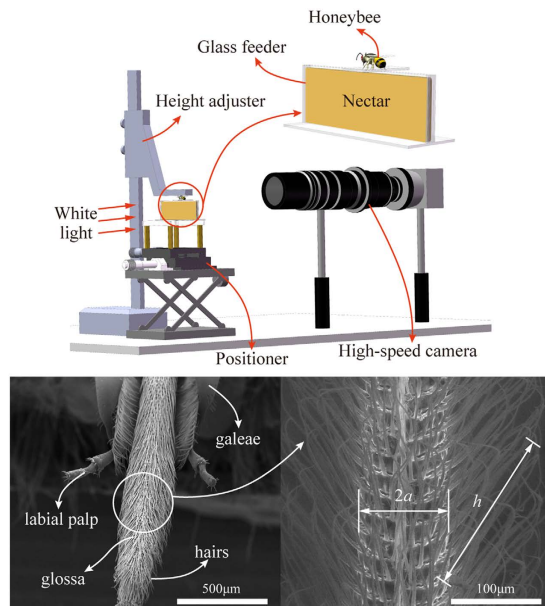 Honeybee
Glass feeder
Nectar
Height adjuster
White
light
Positioner
High-speed camera
galeae
labial palp
glossa
hairs
500μm
2a
h
100μm